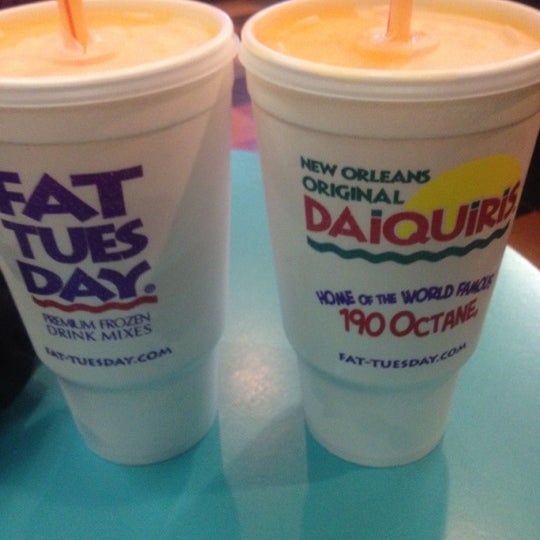 FAT
TUES
DAY®
PREMIUM FROZEN
DRINK MIXES
FAT-TUESDAY.COM
NEW ORLEANS
ORIGINAL
DAiQUiRiS
HOME OF THE WORLD FAMOUS
190 OCTANE
FAT-TUESDAY.COM